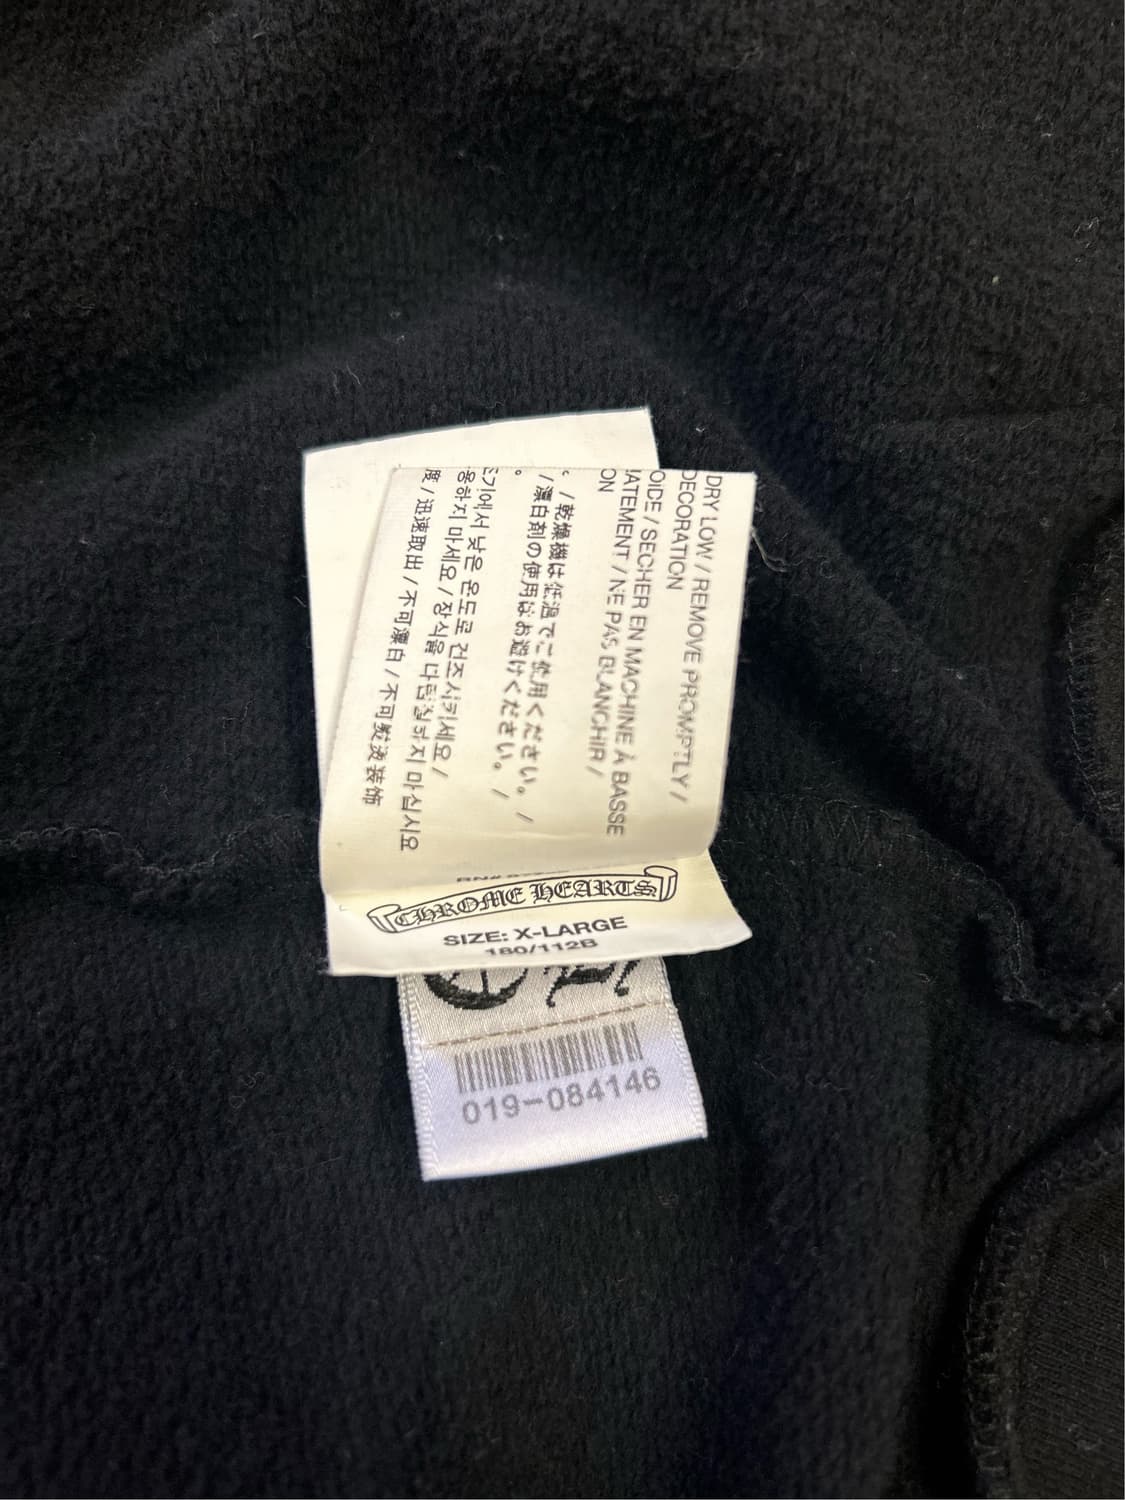 DRY LOW / REMOVE PROMPTLY /
DECORATION
OIDE / SECHER EN MACHINE À BASSE
ATEMENT / NE PAS BLANCHIR /
ON
。/ 乾燥機は低温でご使用ください。 /
/ 漂白剤の使用はお避けください。 /
。
기에서 낮은 온도로 건조시키세요 /
용하지 마세요 / 장식을 다림질하지 마십시요
度 / 迅速取出 / 不可漂白 / 不可熨烫装饰
CHROME HEARTS
SIZE: X-LARGE
180/112B
019-084146